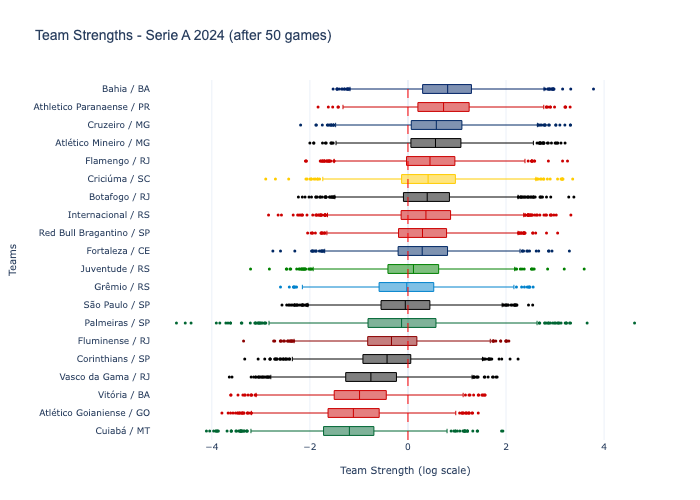 Team Strengths - Serie A 2024 (after 50 games)
Bahia / BA
Athletico Paranaense / PR
Cruzeiro / MG
Atlético Mineiro / MG
Flamengo / RJ
Criciúma / SC
Botafogo / RJ
Internacional / RS
Red Bull Bragantino / SP
Fortaleza / CE
Juventude / RS
Grêmio / RS
São Paulo / SP
Palmeiras / SP
Fluminense / RJ
Corinthians / SP
Vasco da Gama / RJ
Vitória / BA
Atlético Goianiense / GO
Cuiabá / MT
Teams
−4 −2 0 2 4
Team Strength (log scale)